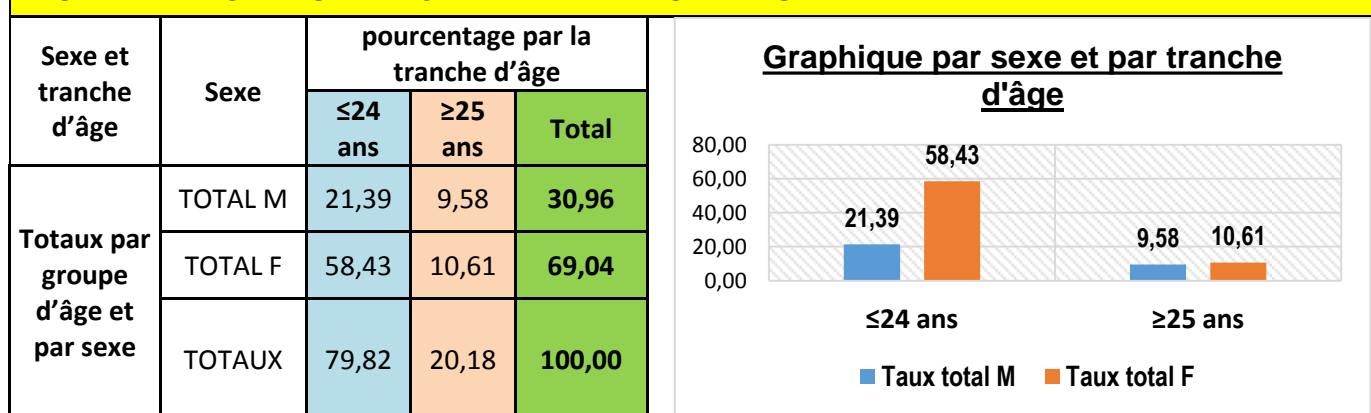 Sexe et
tranche
d’âge
Sexe
pourcentage par la
tranche d’âge
≤24
ans
≥25
ans
Total
Totaux par
groupe
d’âge et
par sexe
TOTAL M
21,39
9,58
30,96
TOTAL F
58,43
10,61
69,04
TOTAUX
79,82
20,18
100,00
Graphique par sexe et par tranche
d'âge
80,00
60,00
40,00
20,00
0,00
21,39
58,43
9,58
10,61
≤24 ans
≥25 ans
Taux total M
Taux total F